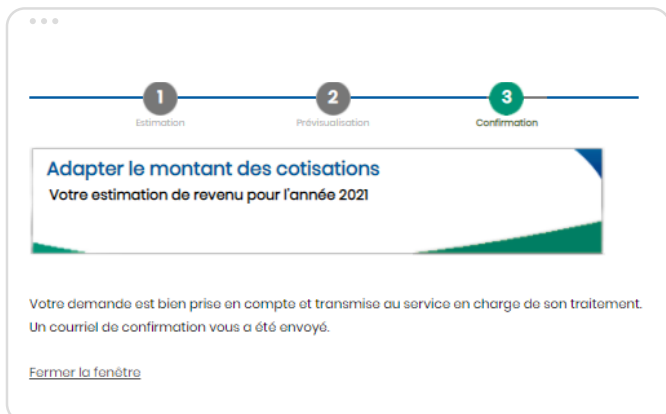 1 2 3
Estimation Prévisualisation Confirmation
Adapter le montant des cotisations
Votre estimation de revenu pour l'année 2021
Votre demande est bien prise en compte et transmise au service en charge de son traitement.
Un courriel de confirmation vous a été envoyé.
Fermer la fenêtre